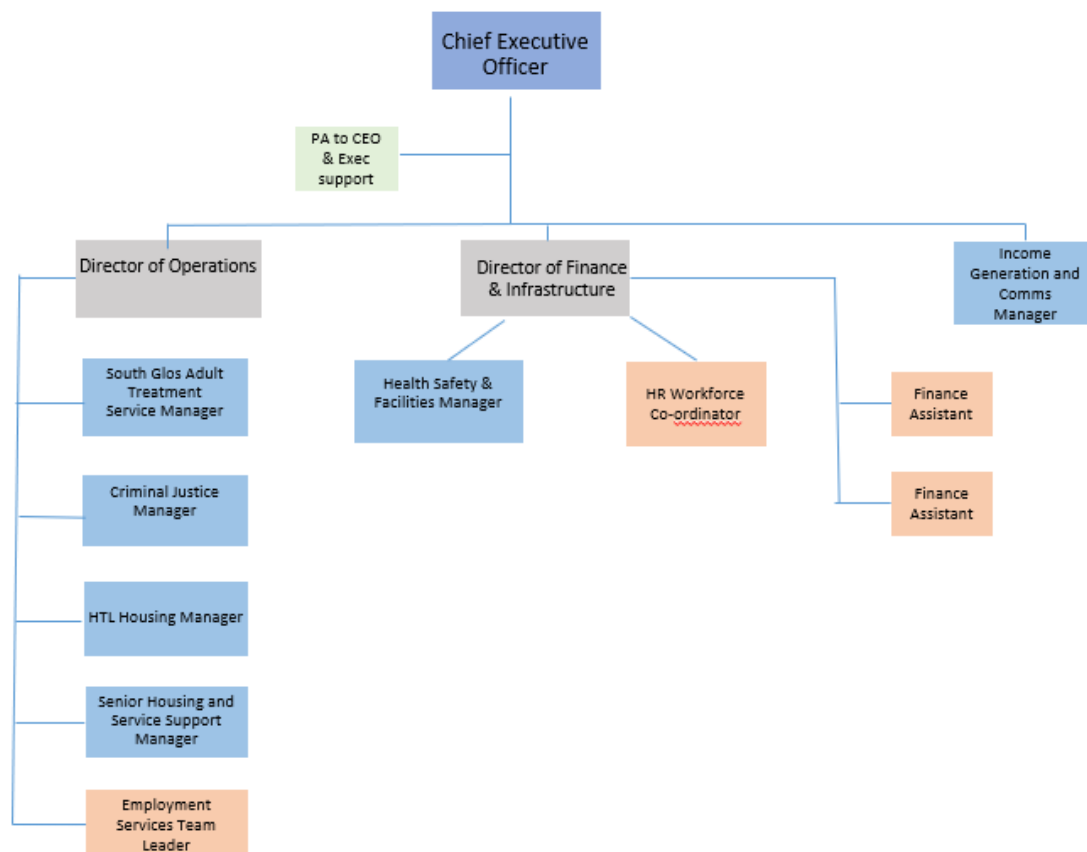 Chief Executive
Officer
PA to CEO
& Exec
support
Director of Operations
Director of Finance
& Infrastructure
Income
Generation and
Comms
Manager
South Glos Adult
Treatment
Service Manager
Health Safety &
Facilities Manager
HR Workforce
Co-ordinator
Finance
Assistant
Criminal Justice
Manager
Finance
Assistant
HTL Housing Manager
Senior Housing and
Service Support
Manager
Employment
Services Team
Leader